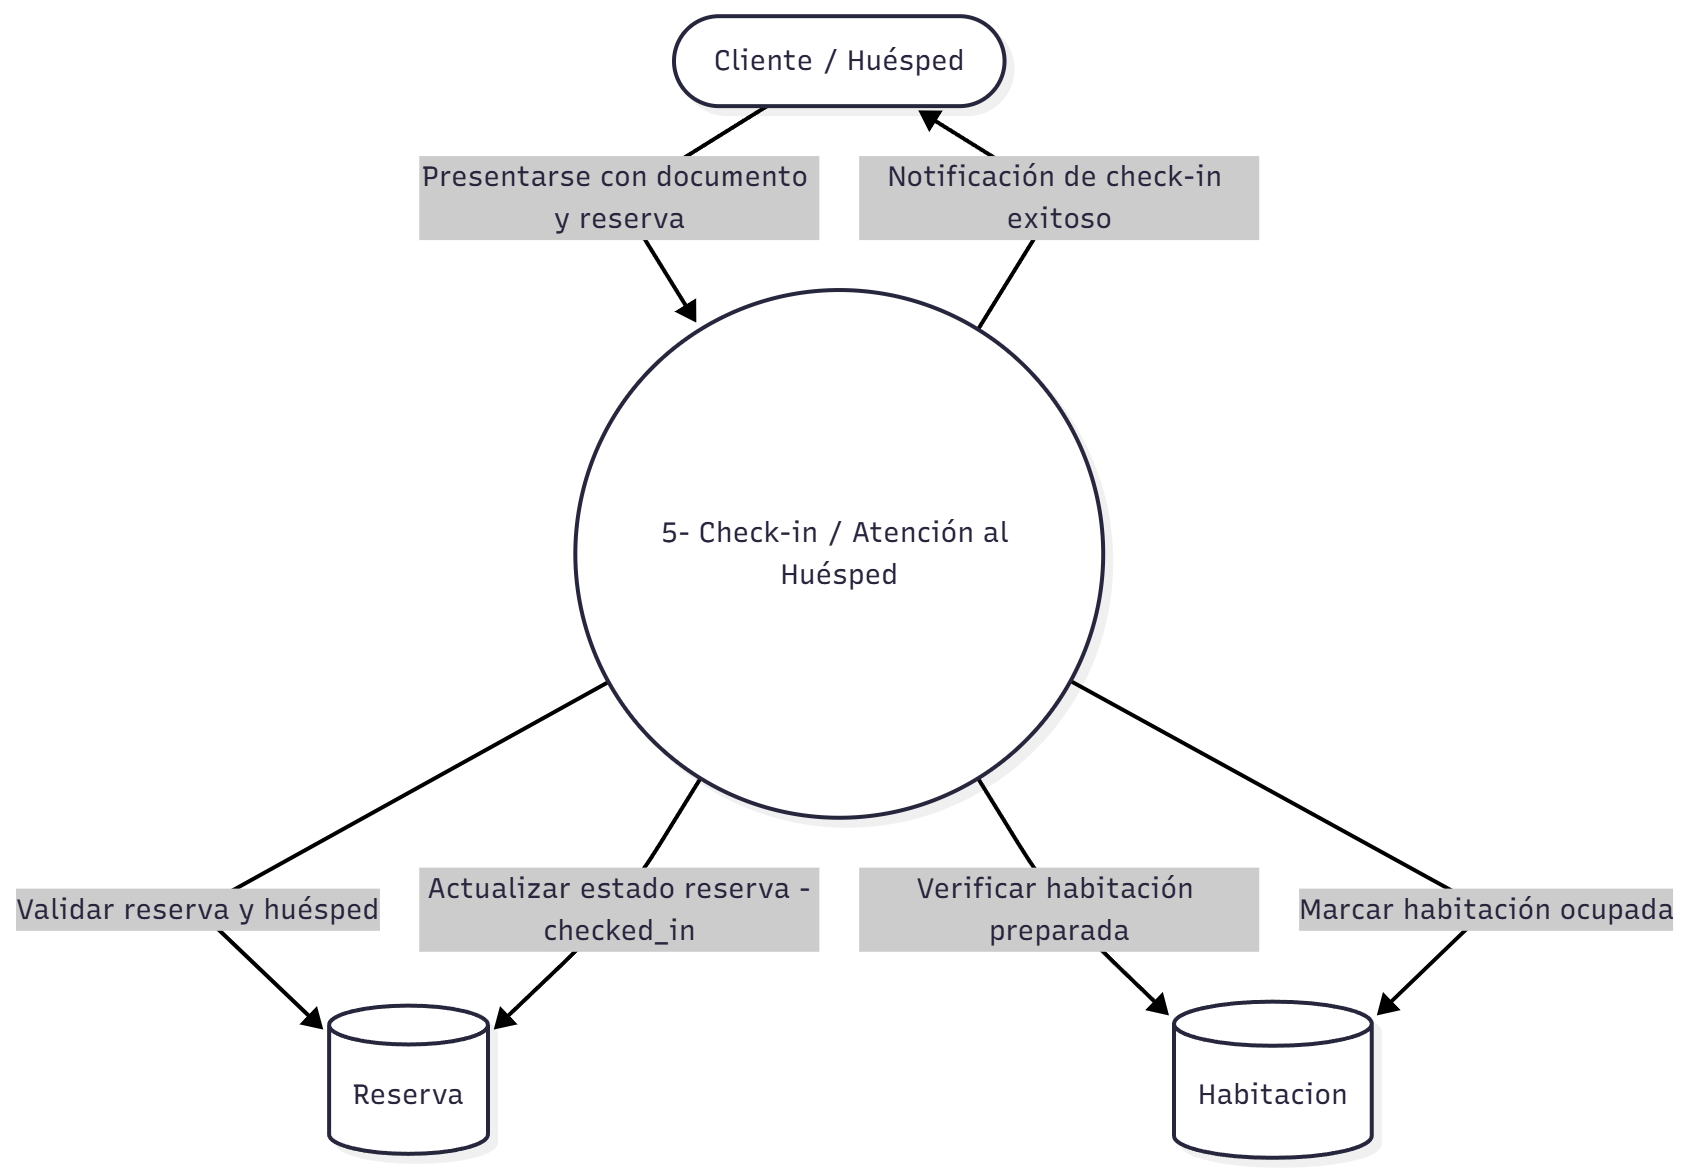 Cliente / Huésped
Presentarse con documento
y reserva
Notificación de check-in
exitoso
5- Check-in / Atención al
Huésped
Validar reserva y huésped
Actualizar estado reserva -
checked_in
Verificar habitación
preparada
Marcar habitación ocupada
Reserva
Habitacion